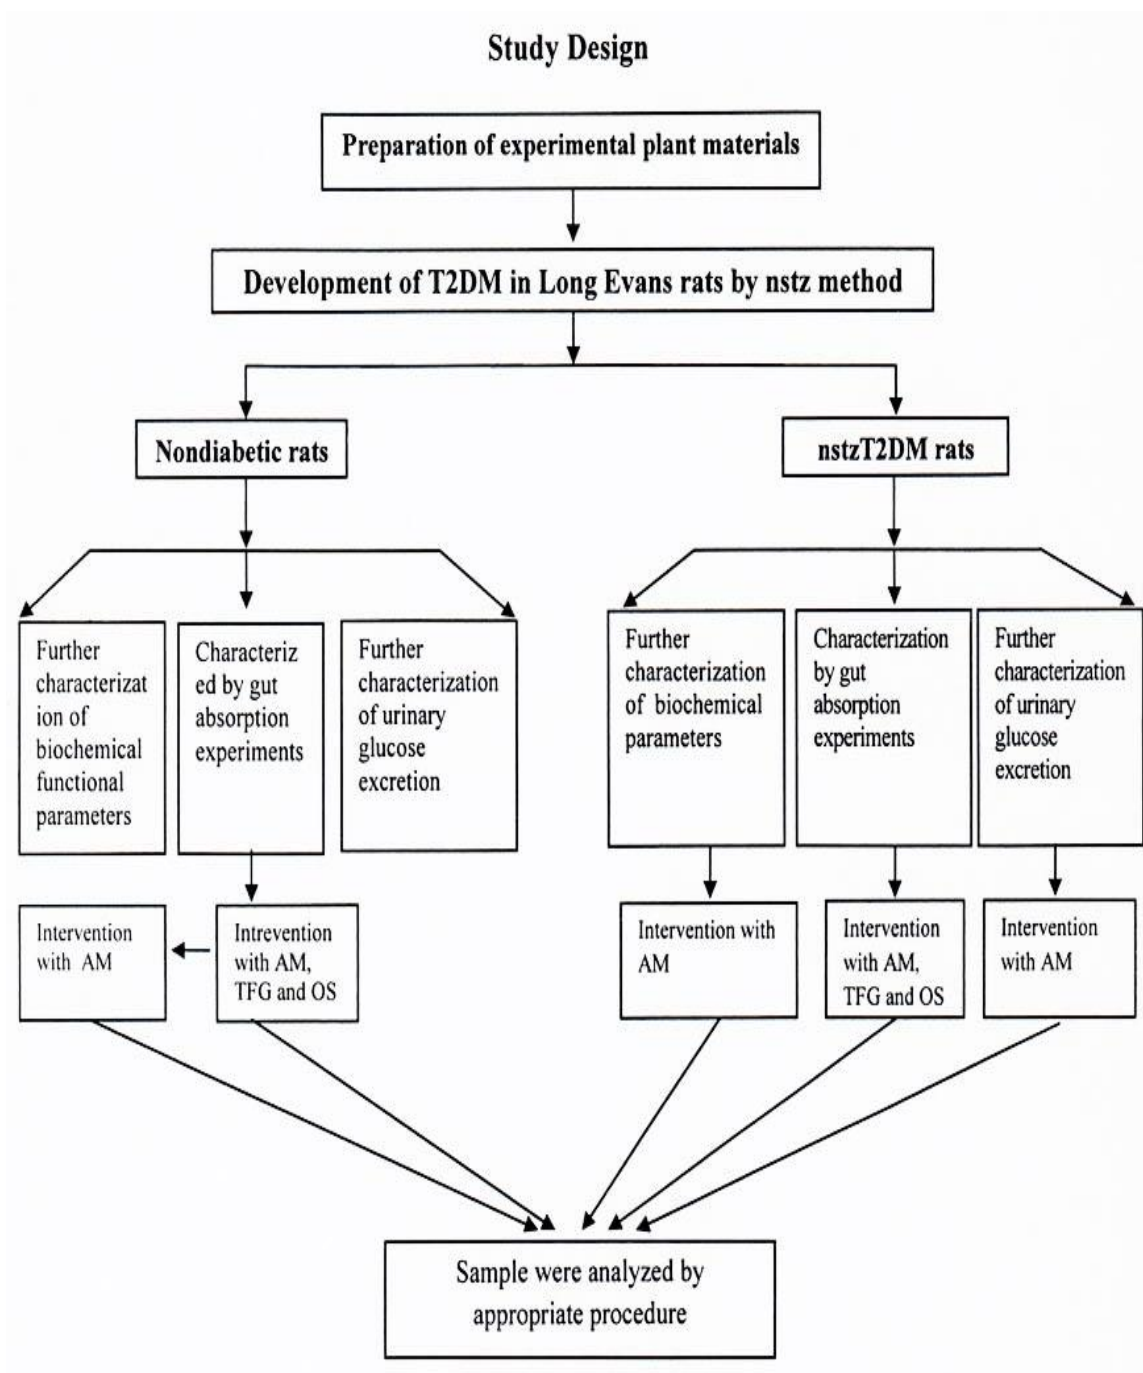 Study Design
Preparation of experimental plant materials
Development of T2DM in Long Evans rats by nstz method
Nondiabetic rats
nstzT2DM rats
Further
characterizat
ion of
biochemical
functional
parameters
Characteriz
ed by gut
absorption
experiments
Further
characterization
of urinary
glucose
excretion
Further
characterization
of biochemical
parameters
Characterization
by gut
absorption
experiments
Further
characterization
of urinary
glucose
excretion
Intervention
with AM
Intrevention
with AM,
TFG and OS
Intervention with
AM
Intervention
with AM,
TFG and OS
Intervention
with AM
Sample were analyzed by
appropriate procedure